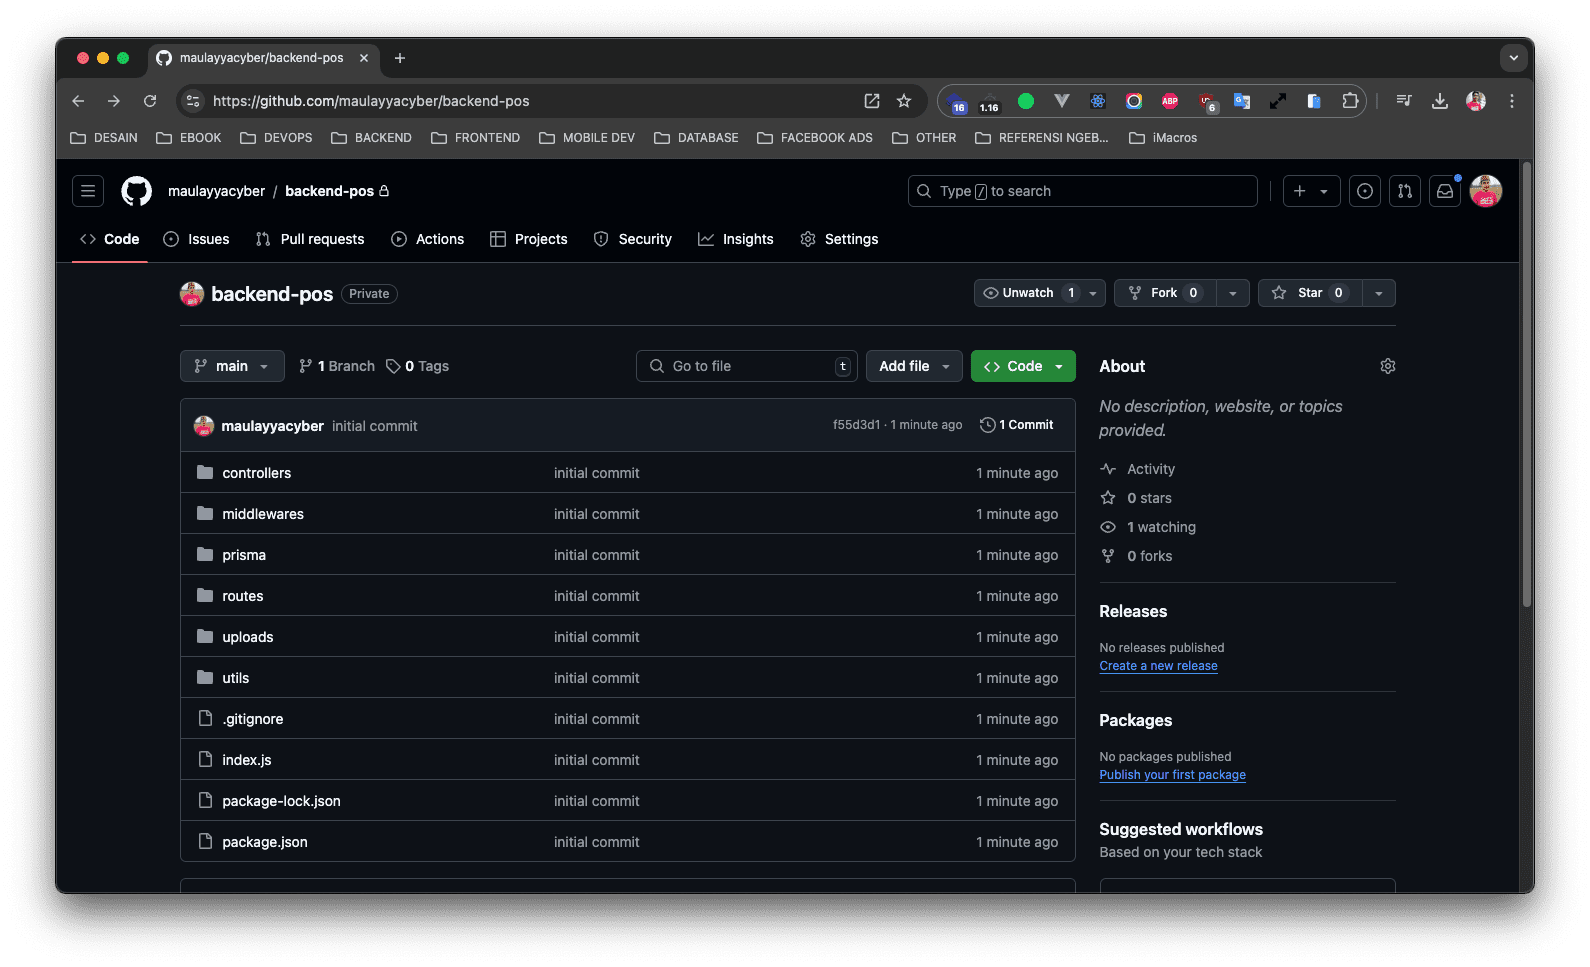 maulayyacyber/backend-pos
https://github.com/maulayyacyber/backend-pos
16
1.16
ABP
6
DESAIN EBOOK DEVOPS BACKEND FRONTEND MOBILE DEV DATABASE FACEBOOK ADS OTHER REFERENSI NGEB... iMacros
maulayyacyber / backend-pos
Type / to search
Code Issues Pull requests Actions Projects Security Insights Settings
backend-pos Private
Unwatch 1 Fork 0 Star 0
main 1 Branch 0 Tags
Go to file t
Add file Code
About
No description, website, or topics
provided.
maulayyacyber initial commit f55d3d1 · 1 minute ago 1 Commit
controllers initial commit 1 minute ago
middlewares initial commit 1 minute ago
prisma initial commit 1 minute ago
routes initial commit 1 minute ago
uploads initial commit 1 minute ago
utils initial commit 1 minute ago
.gitignore initial commit 1 minute ago
index.js initial commit 1 minute ago
package-lock.json initial commit 1 minute ago
package.json initial commit 1 minute ago
Activity
0 stars
1 watching
0 forks
Releases
No releases published
Create a new release
Packages
No packages published
Publish your first package
Suggested workflows
Based on your tech stack